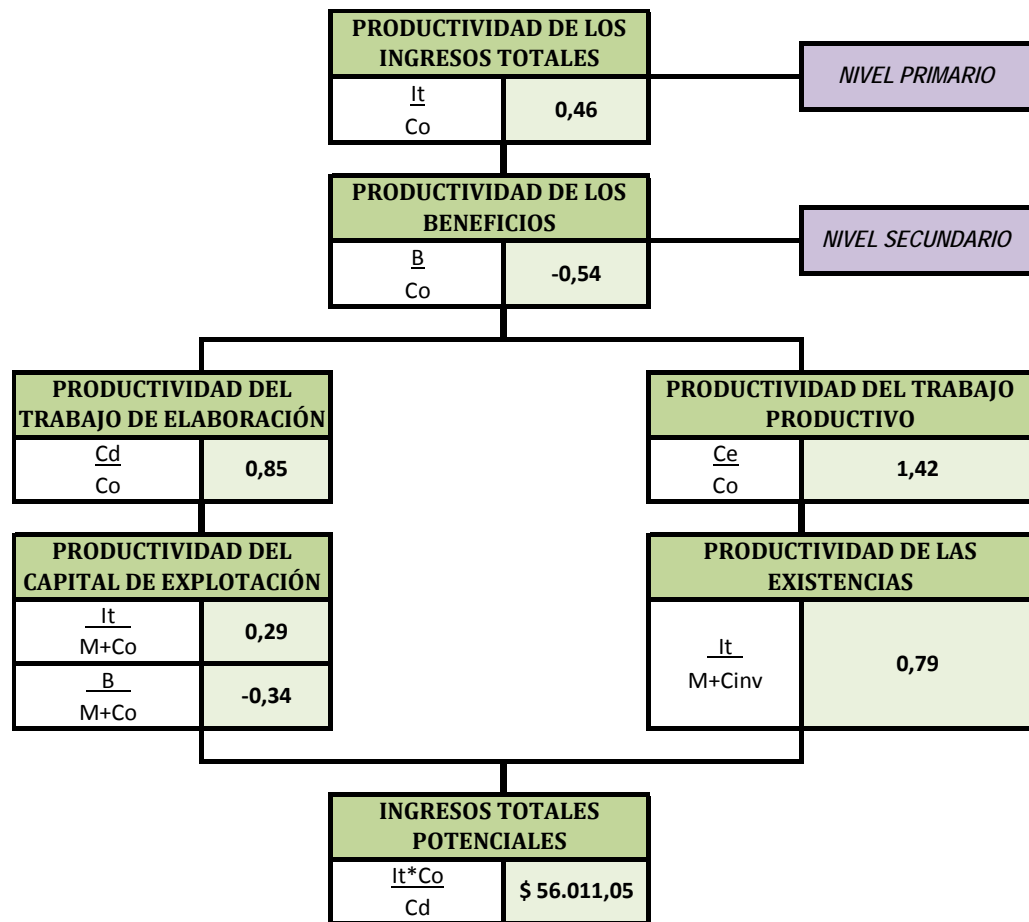 PRODUCTIVIDAD DE LOS
INGRESOS TOTALES
It
Co
0,46
NIVEL PRIMARIO
PRODUCTIVIDAD DE LOS
BENEFICIOS
B
Co
-0,54
NIVEL SECUNDARIO
PRODUCTIVIDAD DEL
TRABAJO DE ELABORACIÓN
Cd
Co
0,85
PRODUCTIVIDAD DEL TRABAJO
PRODUCTIVO
Ce
Co
1,42
PRODUCTIVIDAD DEL
CAPITAL DE EXPLOTACIÓN
It
M+Co
0,29
B
M+Co
-0,34
PRODUCTIVIDAD DE LAS
EXISTENCIAS
It
M+Cinv
0,79
INGRESOS TOTALES
POTENCIALES
It*Co
Cd
$ 56.011,05